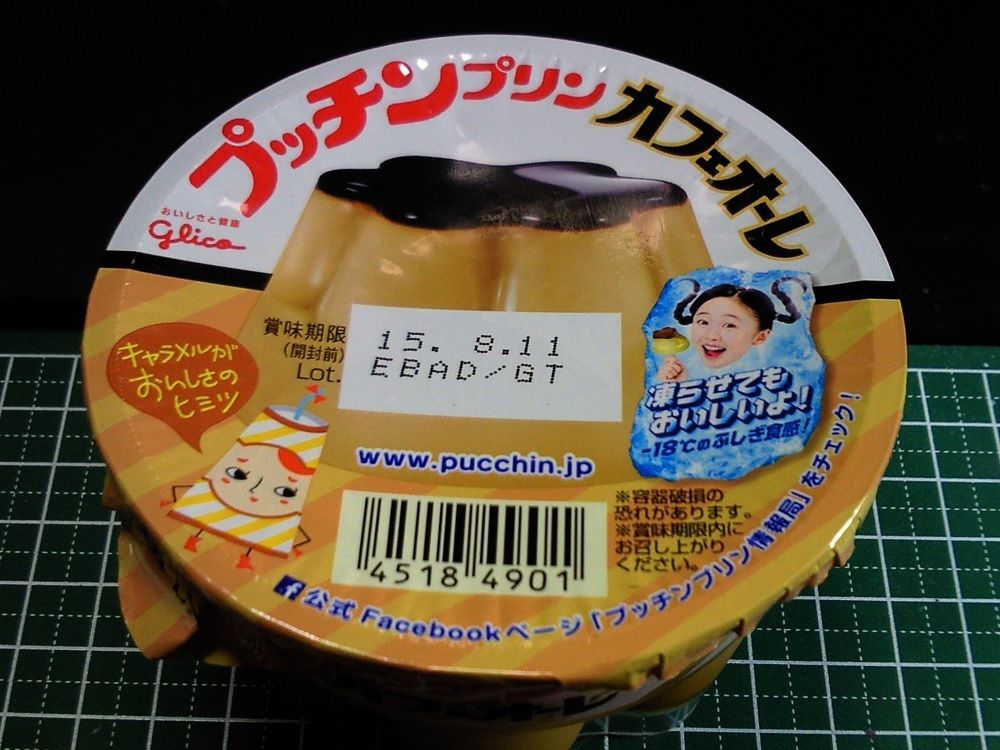 プッチンプリン カフェオーレ
おいしさと健康
Glico
キャラメルが
おいしさの
ヒミツ
賞味期限
(開封前)
Lot.
15. 8.11
EBAD/GT
凍らせても
おいしいよ!
-18℃のふしぎ食感!
www.pucchin.jp
4518 4901
※容器破損の
恐れがあります。
※賞味期限内に
お召し上がり
ください。
公式Facebookページ「プッチンプリン情報局」をチェック!